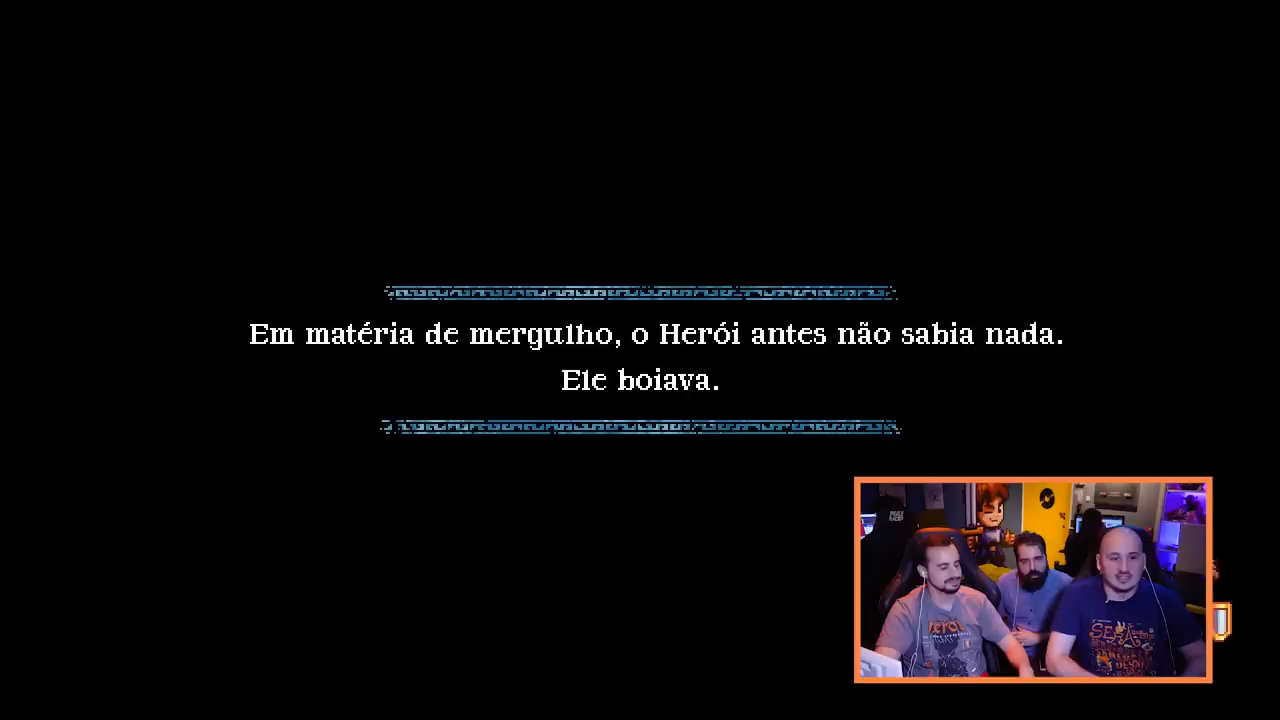 Em matéria de mergulho, o Herói antes não sabia nada.
Ele boiava.